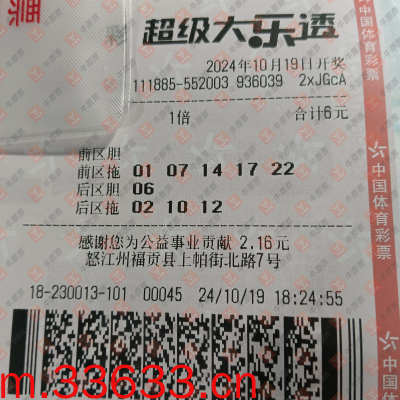 超级大乐透
2024年10月19日开奖
111885-552003 936039 2xJGcA
1倍 合计6元
前区胆
前区拖 01 07 14 17 22
后区胆 06
后区拖 02 10 12
感谢您为公益事业贡献 2.16元
怒江州福贡县上帕街北路7号
18-230013-101 00045 24/10/19 18:24:55
中国体育彩票
中国体育彩票
m.33633.cn